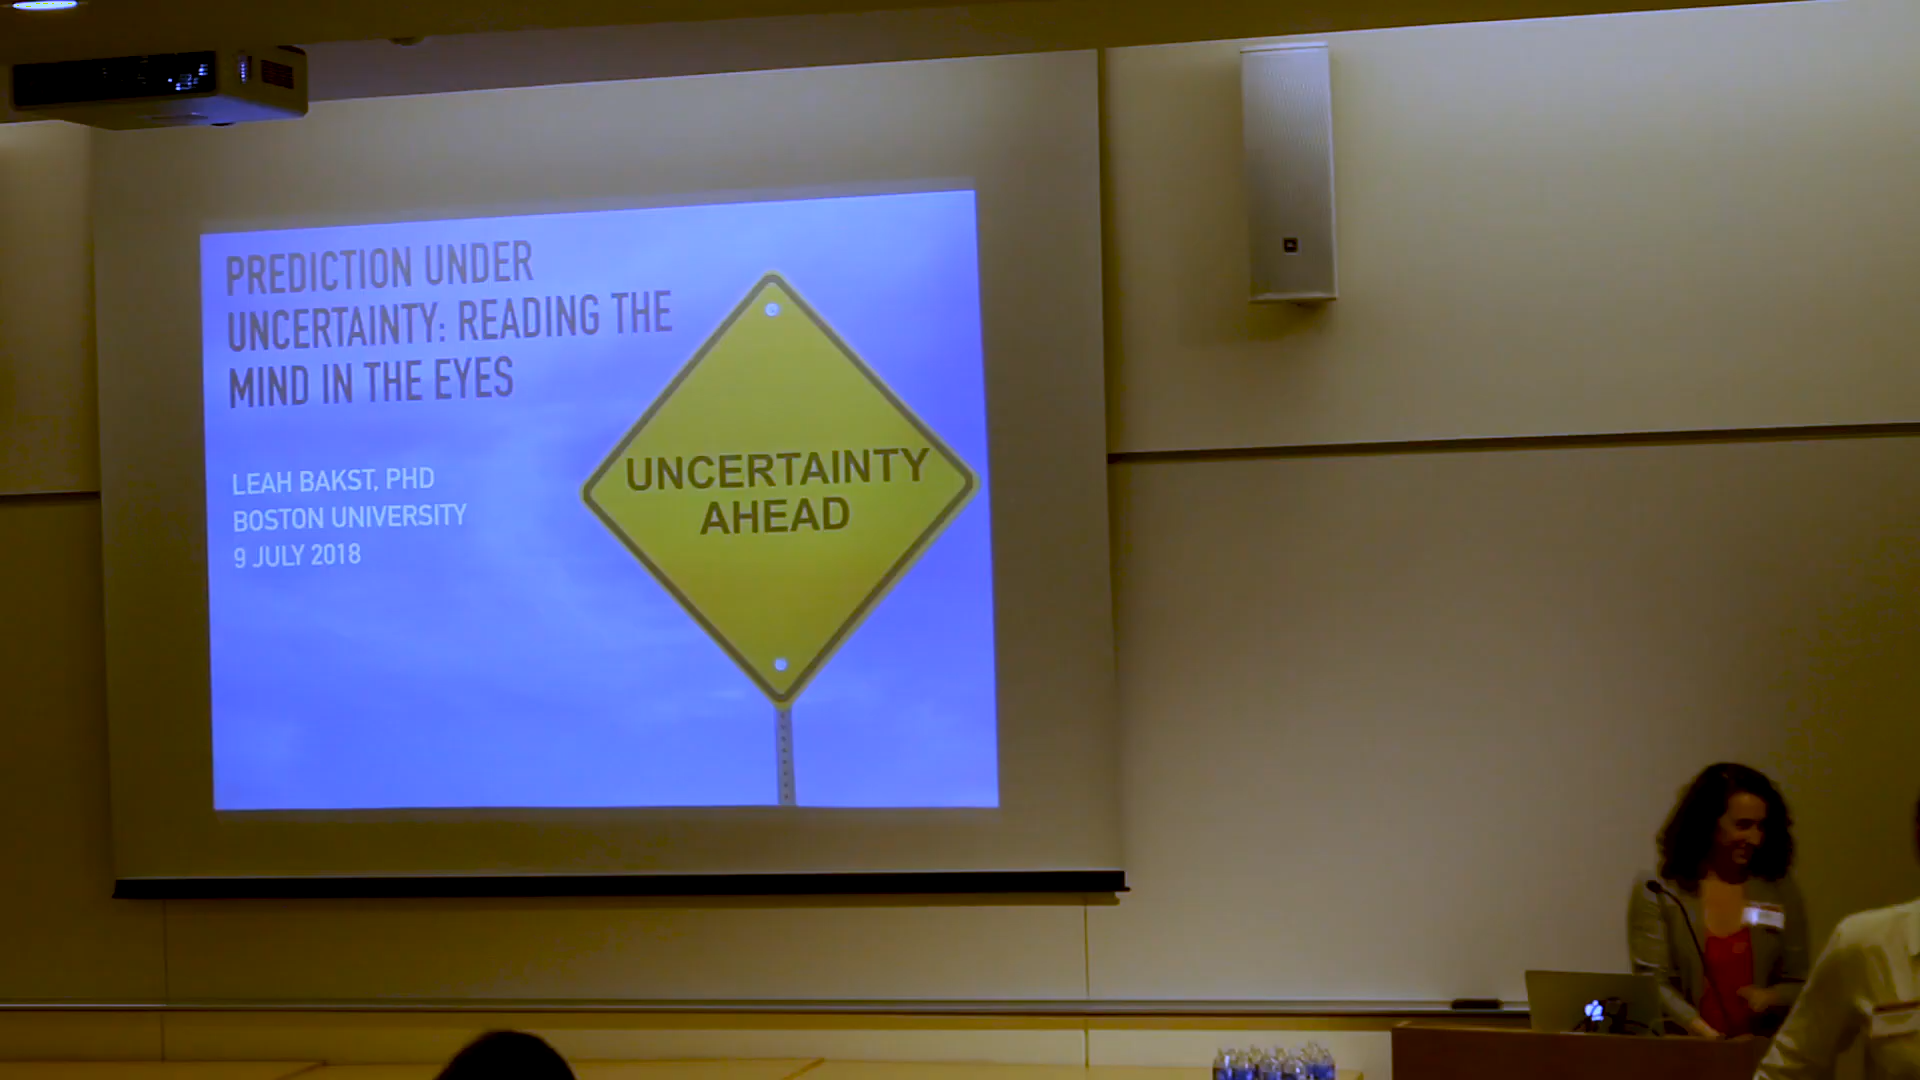 PREDICTION UNDER
UNCERTAINTY: READING THE
MIND IN THE EYES
LEAH BAKST, PHD
BOSTON UNIVERSITY
9 JULY 2018
UNCERTAINTY
AHEAD